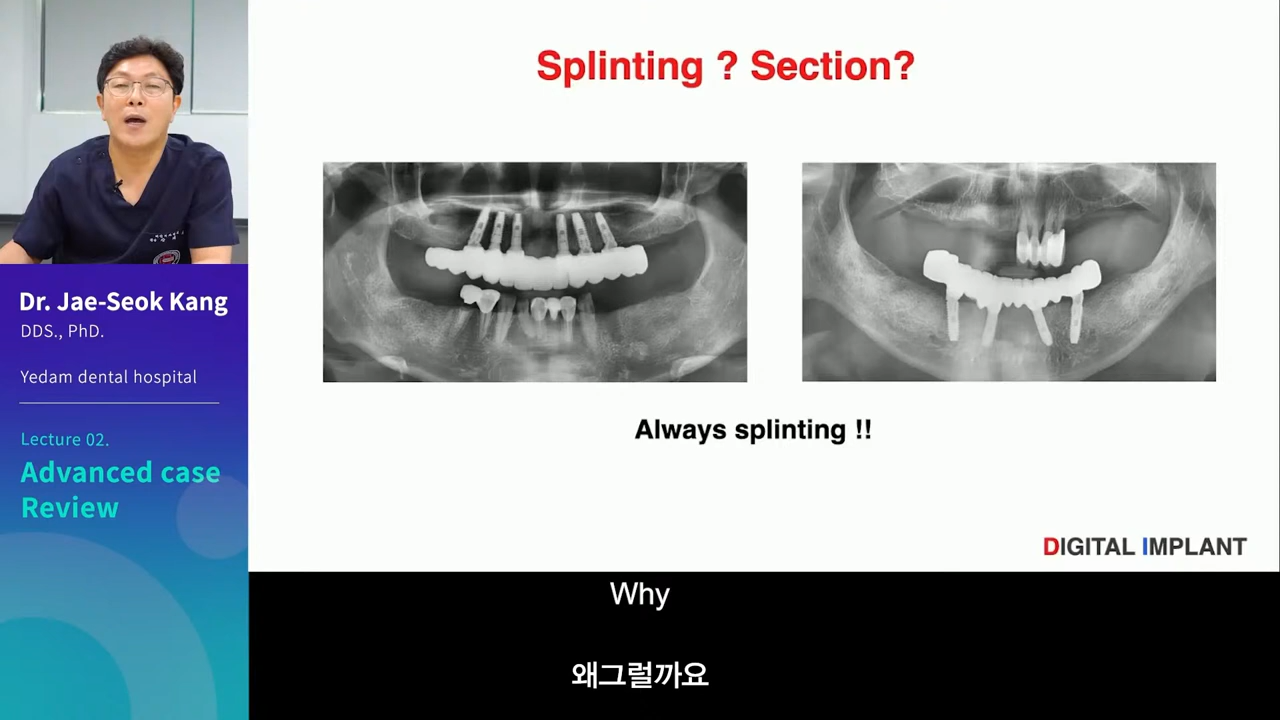 Splinting ? Section?
Dr. Jae-Seok Kang
DDS., PhD.
Yedam dental hospital
Lecture 02.
Advanced case
Review
Always splinting !!
DIGITAL IMPLANT
Why
왜그럴까요